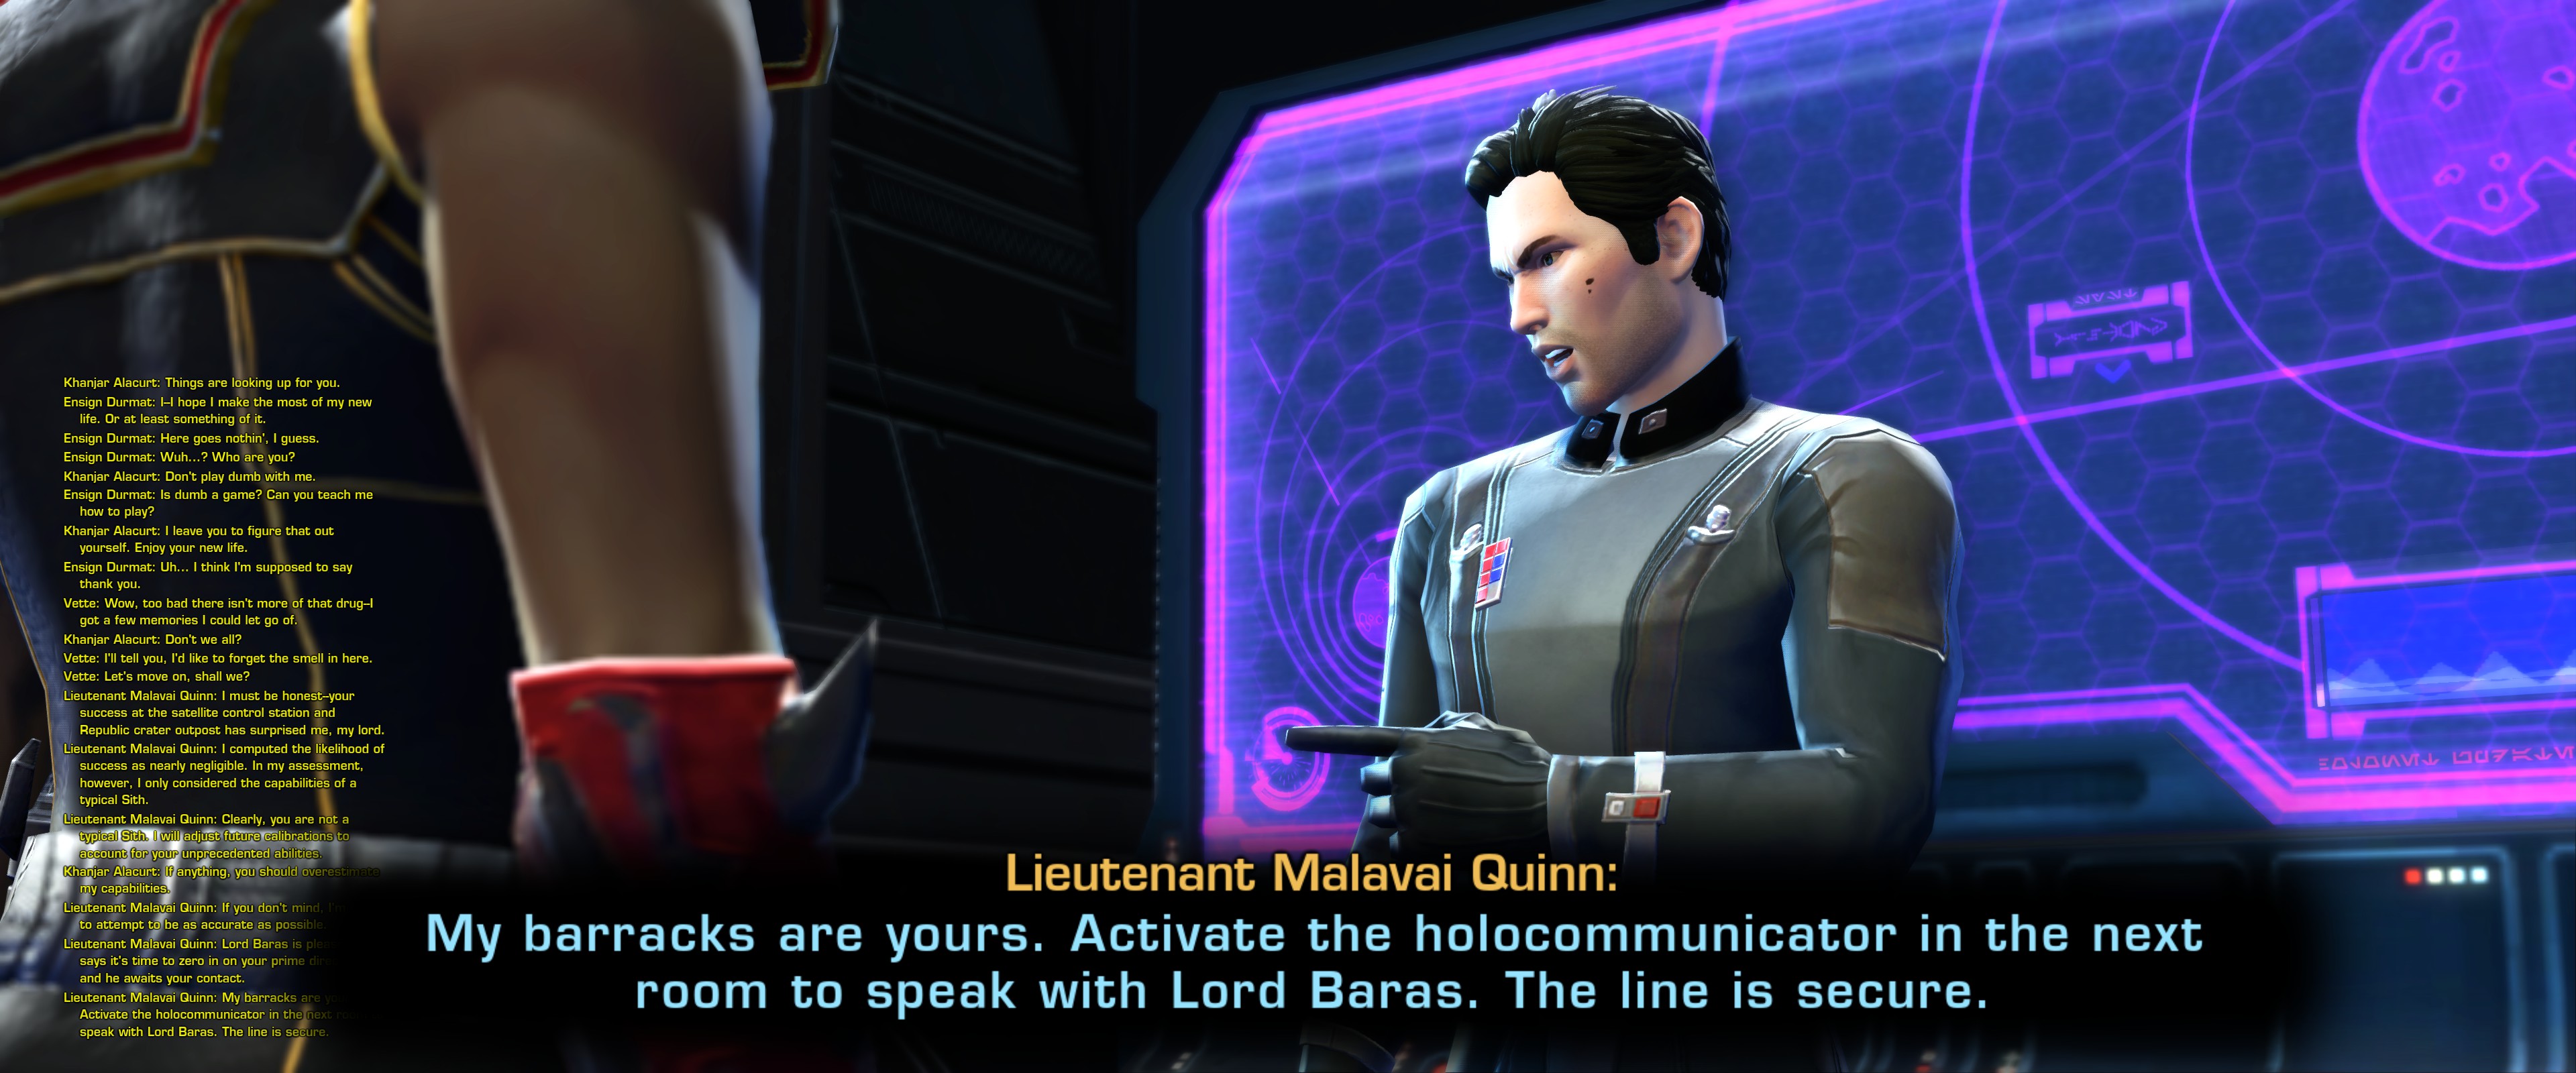 Khanjar Alacurt: Things are looking up for you.
Ensign Durmat: I--I hope I make the most of my new
life. Or at least something of it.
Ensign Durmat: Here goes nothin', I guess.
Ensign Durmat: Wuh...? Who are you?
Khanjar Alacurt: Don't play dumb with me.
Ensign Durmat: Is dumb a game? Can you teach me
how to play?
Khanjar Alacurt: I leave you to figure that out
yourself. Enjoy your new life.
Ensign Durmat: Uh... I think I'm supposed to say
thank you.
Vette: Wow, too bad there isn't more of that drug--I
got a few memories I could let go of.
Khanjar Alacurt: Don't we all?
Vette: I'll tell you, I'd like to forget the smell in here.
Vette: Let's move on, shall we?
Lieutenant Malavai Quinn: I must be honest--your
success at the satellite control station and
Republic crater outpost has surprised me, my lord.
Lieutenant Malavai Quinn: I computed the likelihood of
success as nearly negligible. In my assessment,
however, I only considered the capabilities of a
typical Sith.
Lieutenant Malavai Quinn: Clearly, you are not a
typical Sith. I will adjust future calibrations to
account for your unprecedented abilities.
Khanjar Alacurt: If anything, you should overestimate
my capabilities.
Lieutenant Malavai Quinn: If you don't mind, I'm
to attempt to be as accurate as possible.
Lieutenant Malavai Quinn: Lord Baras is
says it's time to zero in on your prime
and he awaits your contact.
Lieutenant Malavai Quinn: My barracks are
Activate the holocommunicator in the next
speak with Lord Baras. The line is secure.
Lieutenant Malavai Quinn:
My barracks are yours. Activate the holocommunicator in the next
room to speak with Lord Baras. The line is secure.